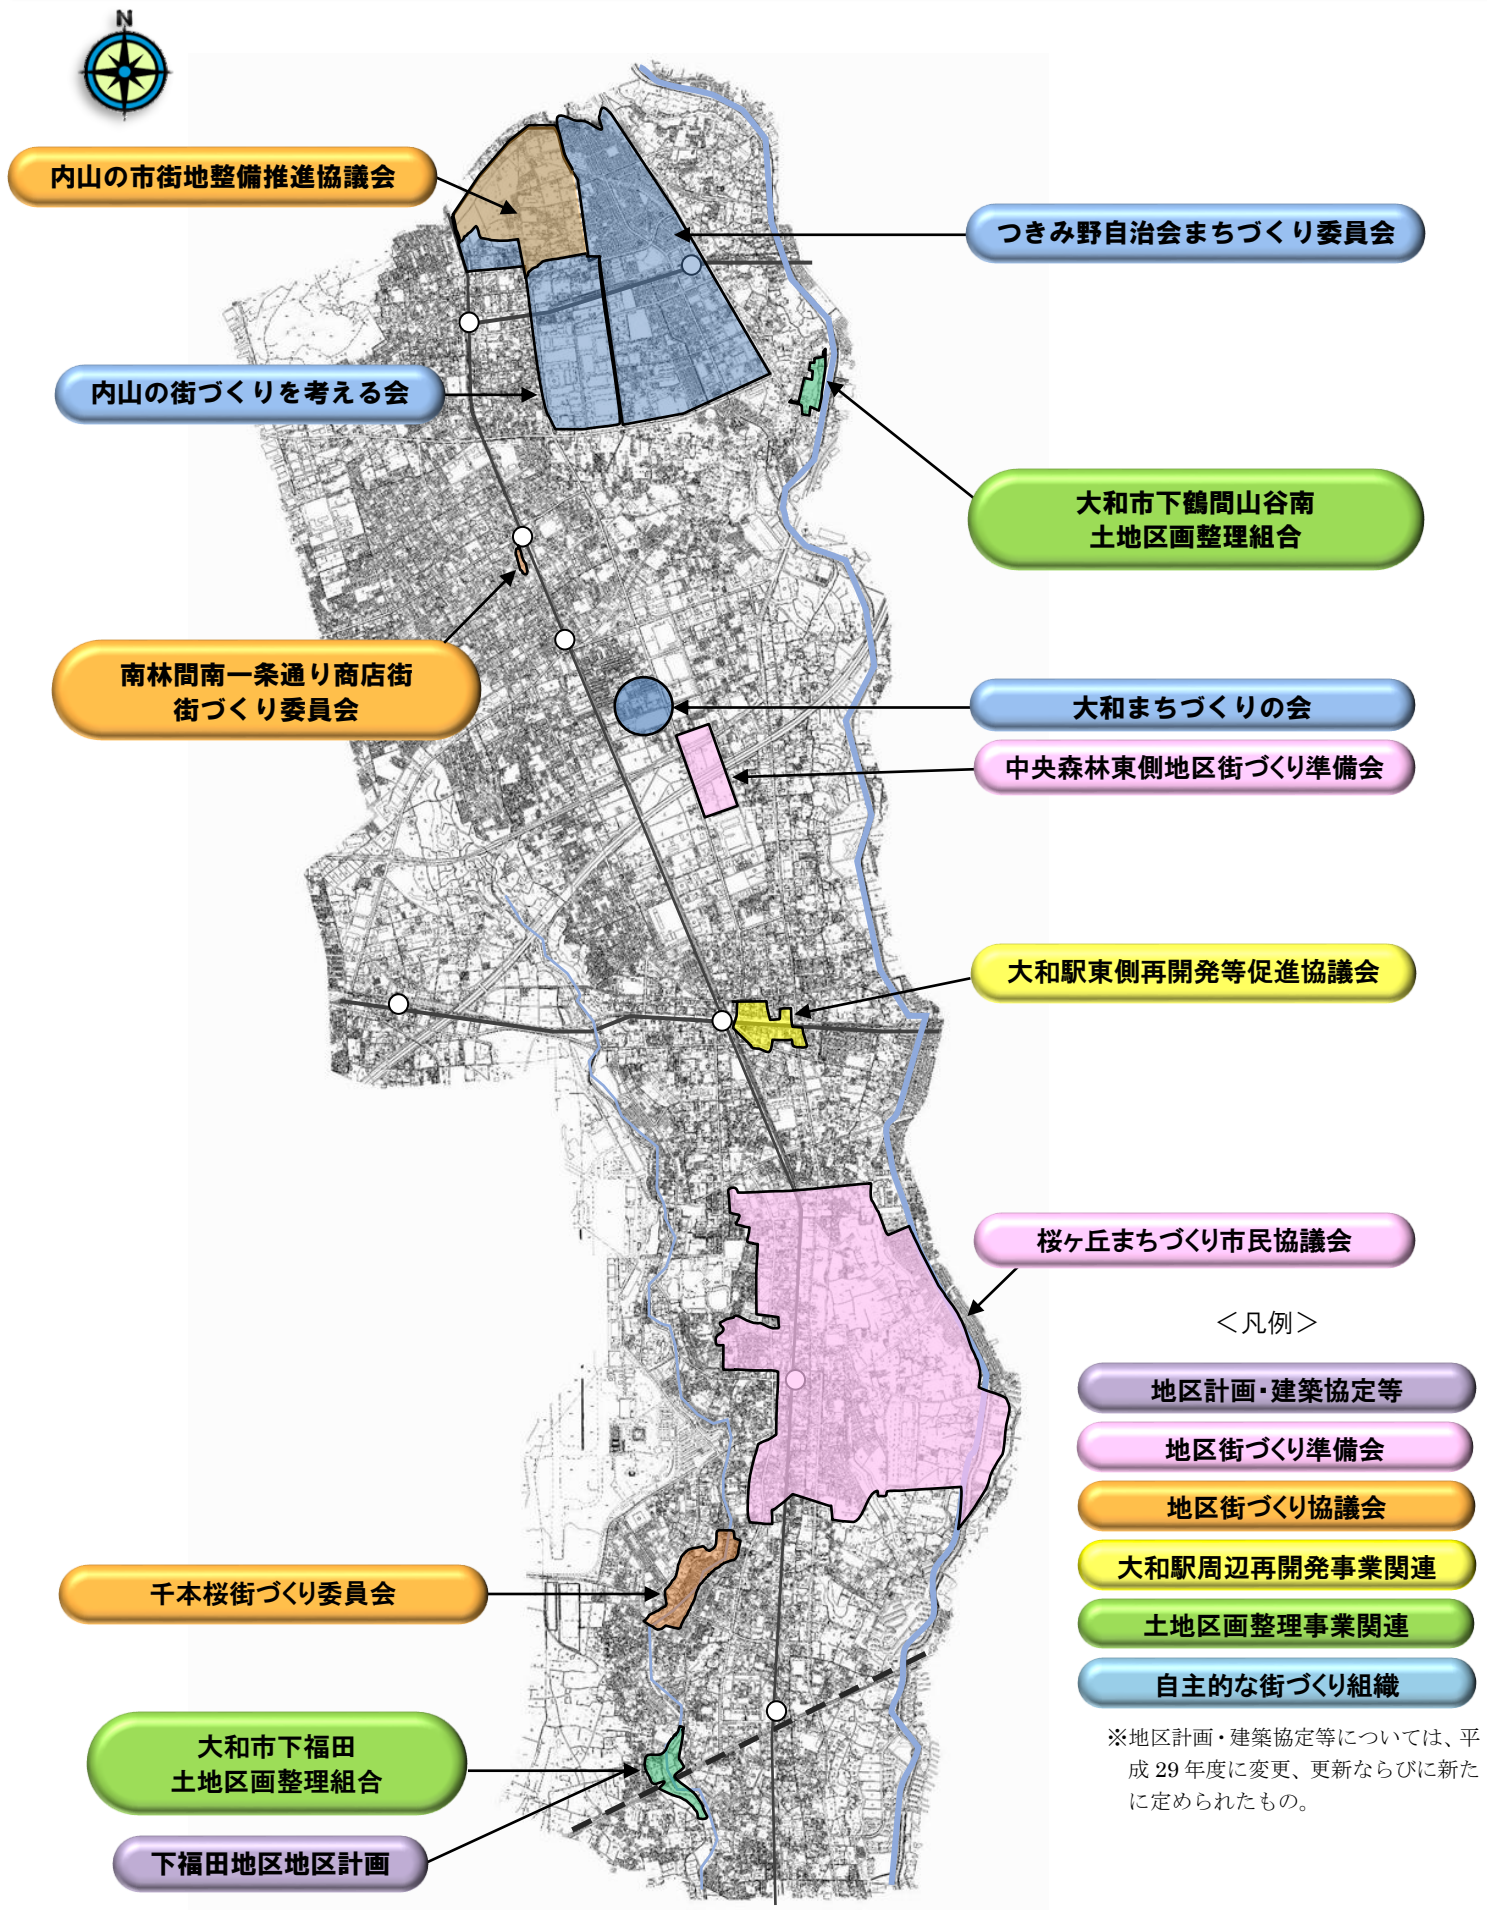 N
内山の市街地整備推進協議会
つきみ野自治会まちづくり委員会
内山の街づくりを考える会
大和市下鶴間山谷南
土地区画整理組合
南林間南一条通り商店街
街づくり委員会
大和まちづくりの会
中央森林東側地区街づくり準備会
大和駅東側再開発等促進協議会
桜ヶ丘まちづくり市民協議会
＜凡例＞
地区計画・建築協定等
地区街づくり準備会
地区街づくり協議会
大和駅周辺再開発事業関連
土地区画整理事業関連
自主的な街づくり組織
※地区計画・建築協定等については、平
成 29 年度に変更、更新ならびに新た
に定められたもの。
千本桜街づくり委員会
大和市下福田
土地区画整理組合
下福田地区地区計画